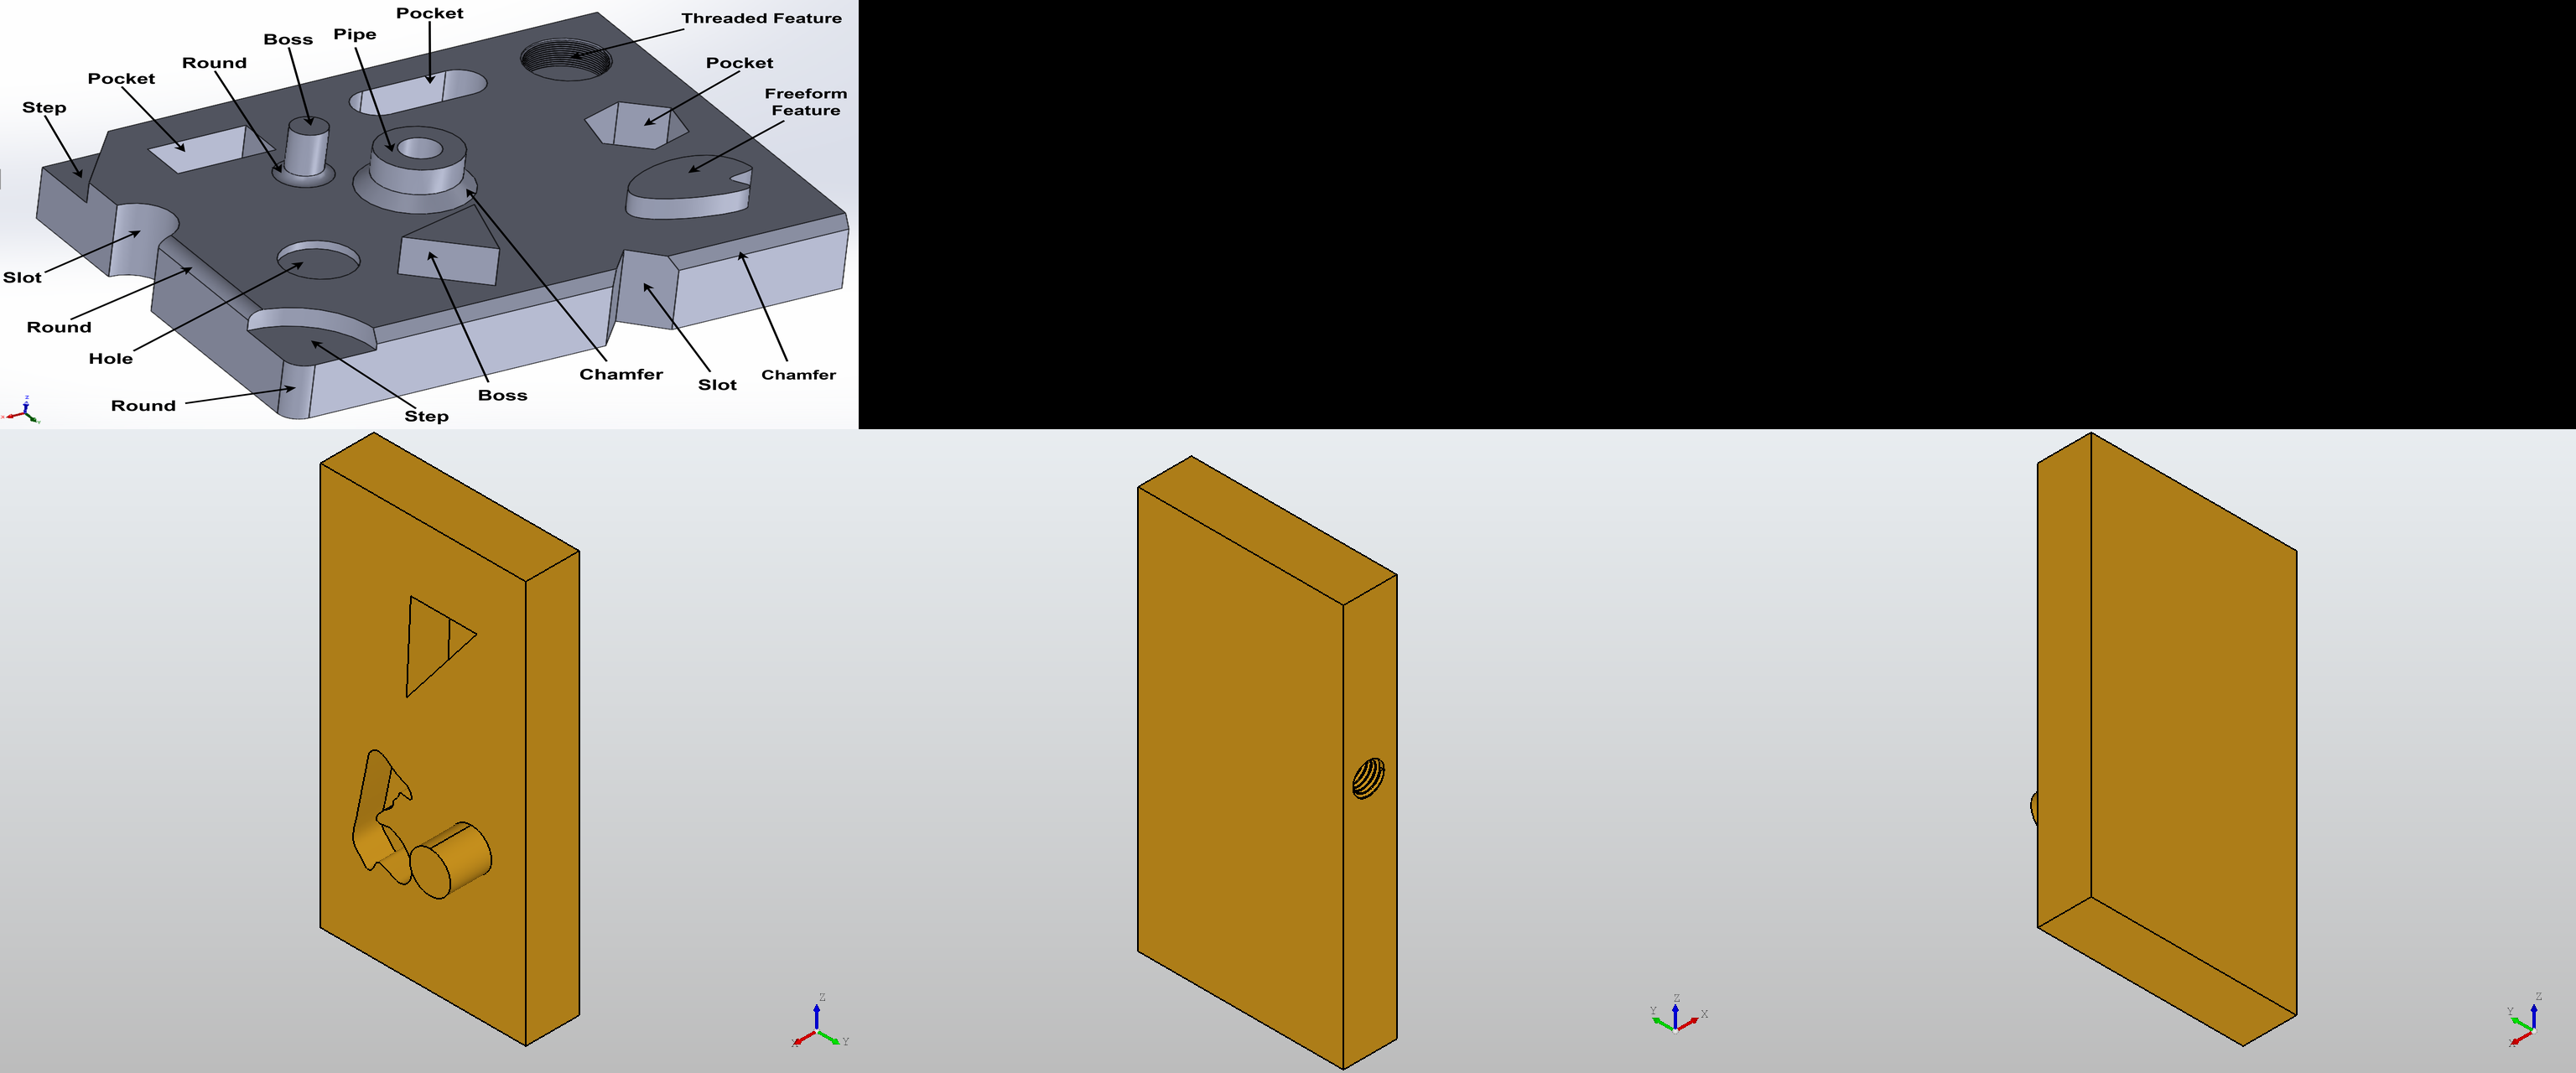 Pocket
Threaded Feature
Boss
Pipe
Round
Pocket
Pocket
Freeform
Feature
Step
Slot
Round
Hole
Chamfer
Slot
Chamfer
Boss
Round
Step
Z
X
Y
Z
Y
X
Z
Y
X